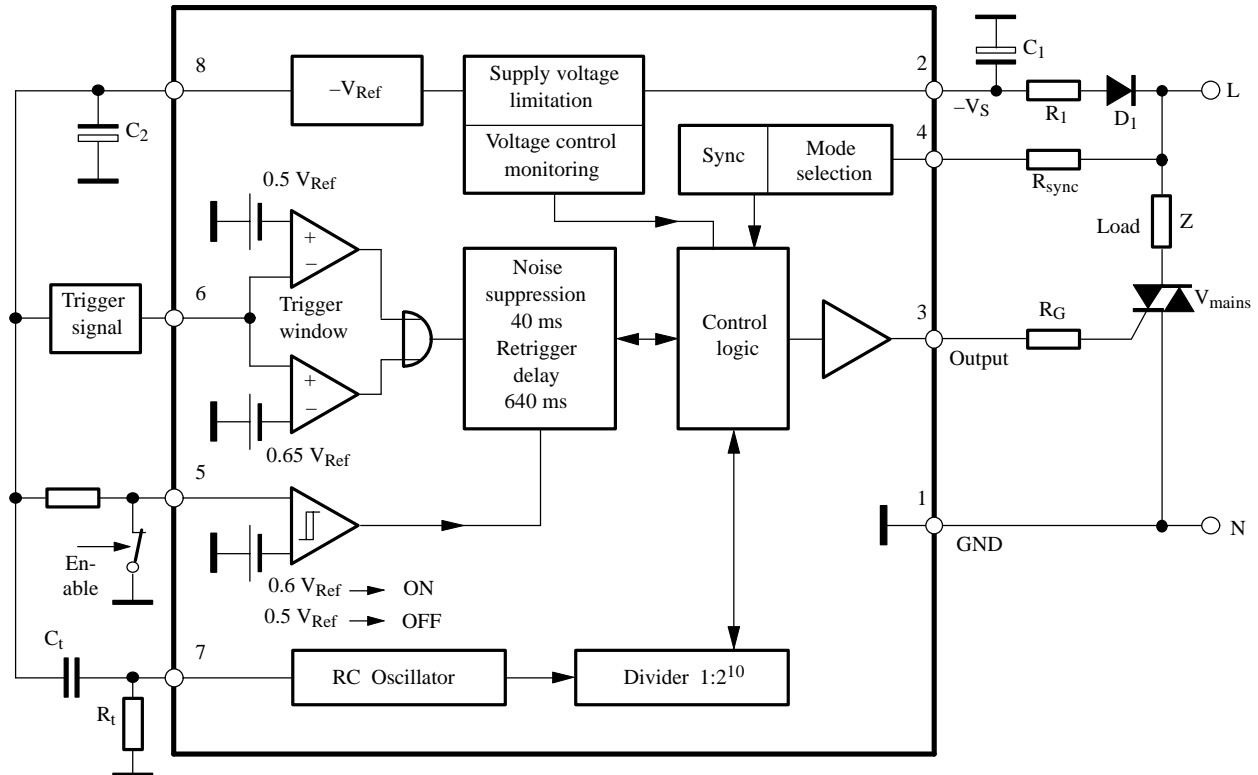 8
–V_Ref
Supply voltage
limitation
Voltage control
monitoring
2
C_1
–V_S
R_1
D_1
L
C_2
4
Sync
Mode
selection
R_sync
0.5 V_Ref
+
–
Load
Z
Trigger
signal
6
Trigger
window
Noise
suppression
40 ms
Retrigger
delay
640 ms
Control
logic
3
Output
R_G
V_mains
+
–
0.65 V_Ref
5
1
GND
N
En-
able
0.6 V_Ref → ON
0.5 V_Ref → OFF
C_t
7
RC Oscillator
Divider 1:2^10
R_t